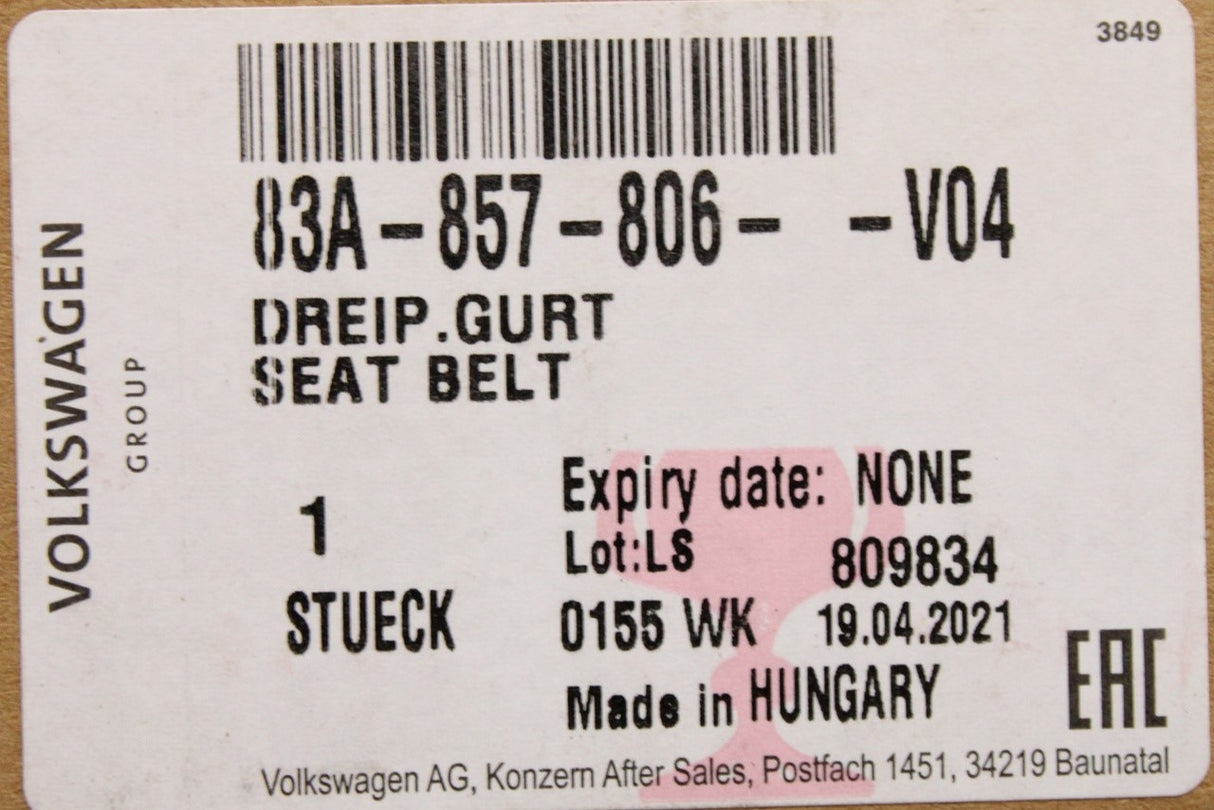 3849
83A-857-806- -V04
DREIP.GURT
SEAT BELT
VOLKSWAGEN
GROUP
1
STUECK
Expiry date: NONE
Lot:LS 809834
0155 WK 19.04.2021
Made in HUNGARY
EAC
Volkswagen AG, Konzern After Sales, Postfach 1451, 34219 Baunatal